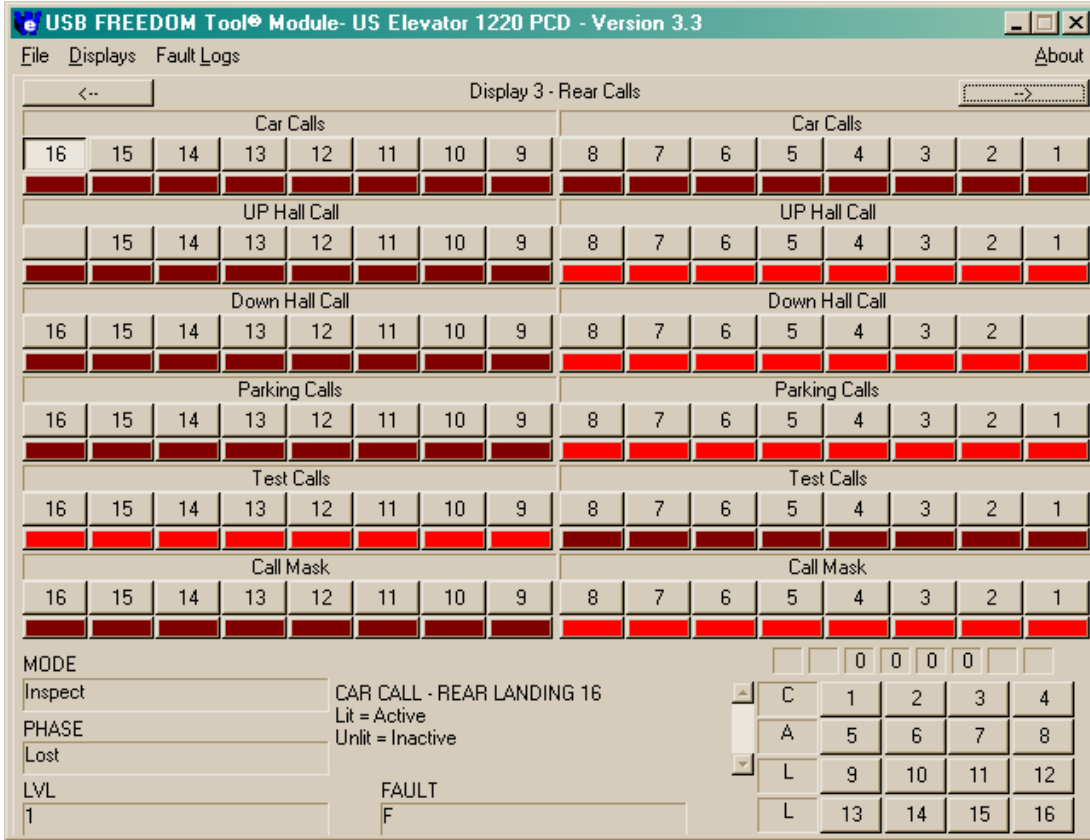 USB FREEDOM Tool® Module- US Elevator 1220 PCD - Version 3.3
File Displays Fault Logs About
<-- Display 3 - Rear Calls -->
Car Calls Car Calls
16 15 14 13 12 11 10 9 8 7 6 5 4 3 2 1
UP Hall Call UP Hall Call
15 14 13 12 11 10 9 8 7 6 5 4 3 2 1
Down Hall Call Down Hall Call
16 15 14 13 12 11 10 9 8 7 6 5 4 3 2
Parking Calls Parking Calls
16 15 14 13 12 11 10 9 8 7 6 5 4 3 2 1
Test Calls Test Calls
16 15 14 13 12 11 10 9 8 7 6 5 4 3 2 1
Call Mask Call Mask
16 15 14 13 12 11 10 9 8 7 6 5 4 3 2 1
MODE
Inspect
PHASE
Lost
LVL
1
CAR CALL - REAR LANDING 16
Lit = Active
Unlit = Inactive
FAULT
F
0 0 0 0
C 1 2 3 4
A 5 6 7 8
L 9 10 11 12
L 13 14 15 16